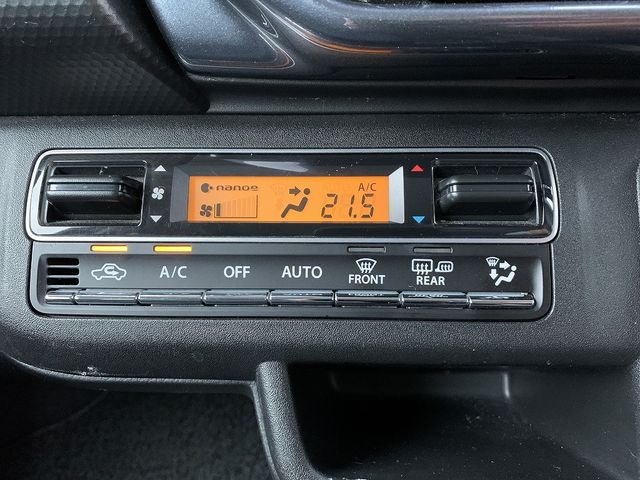 nanoe
A/C
21.5
A/C
OFF
AUTO
FRONT
REAR